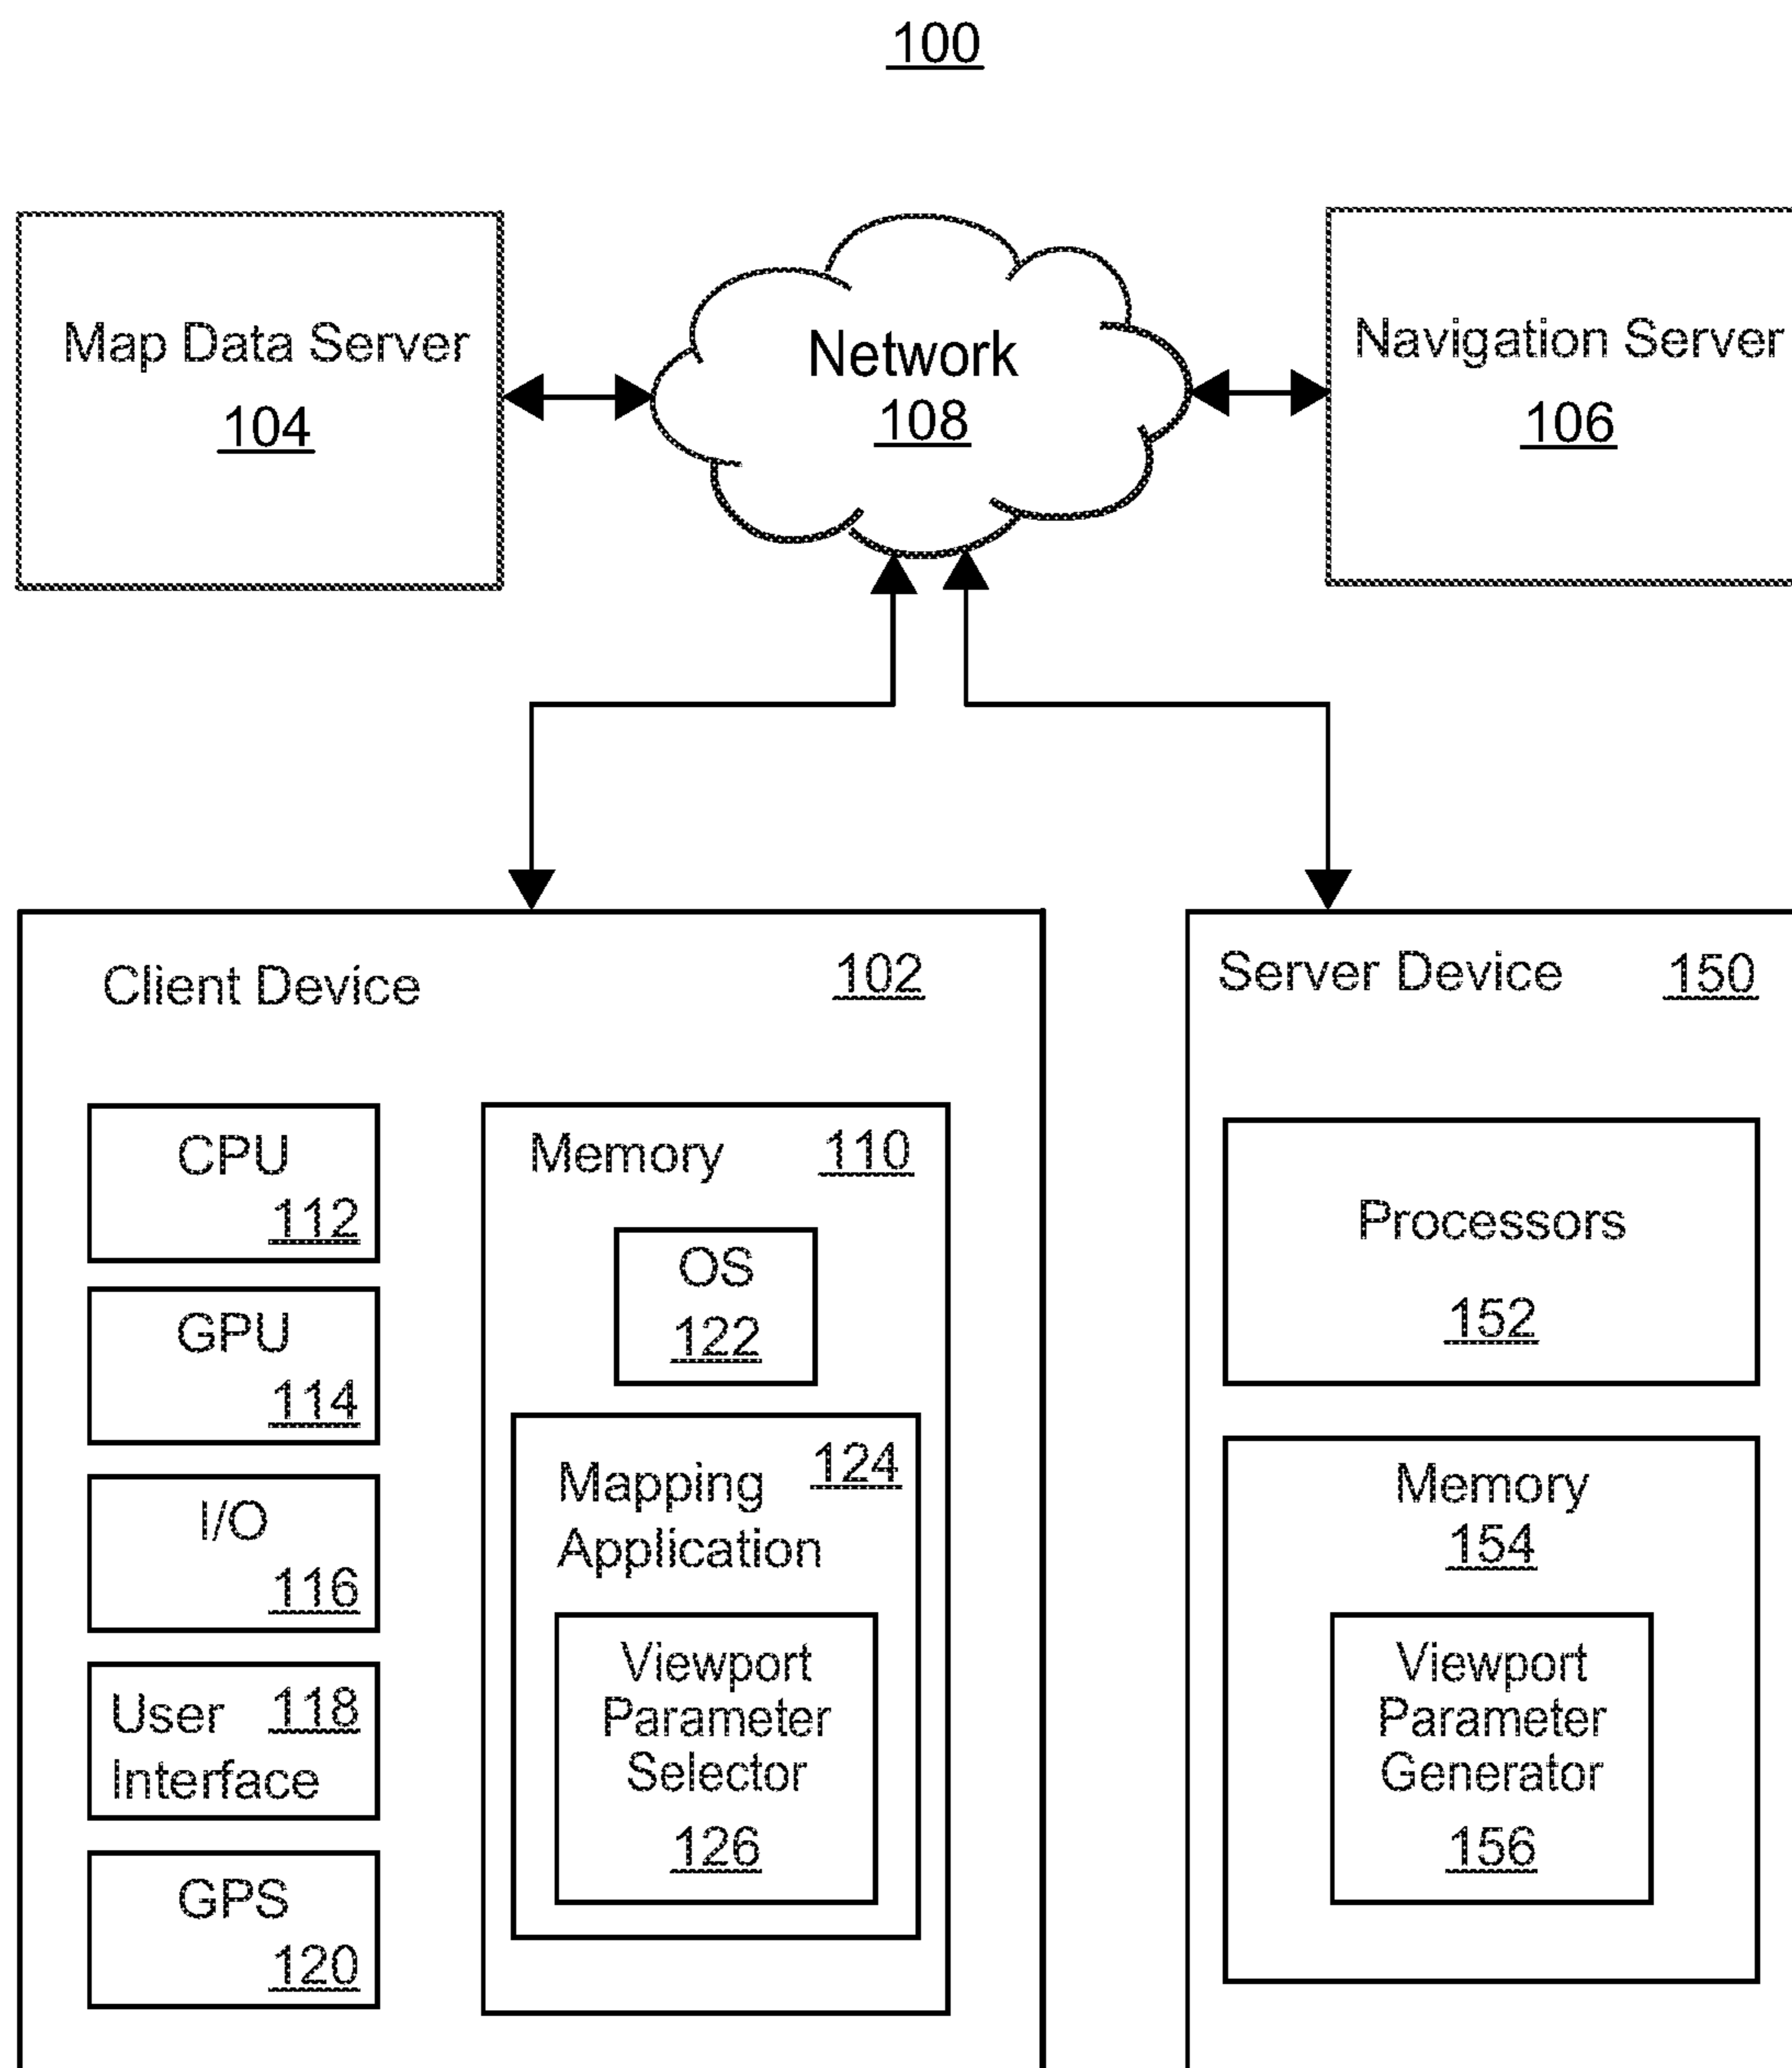 100
Map Data Server
104
Network
108
Navigation Server
106
Client Device
102
CPU
112
GPU
114
I/O
116
User
Interface
118
GPS
120
Memory
110
OS
122
Mapping
Application
124
Viewport
Parameter
Selector
126
Server Device
150
Processors
152
Memory
154
Viewport
Parameter
Generator
156